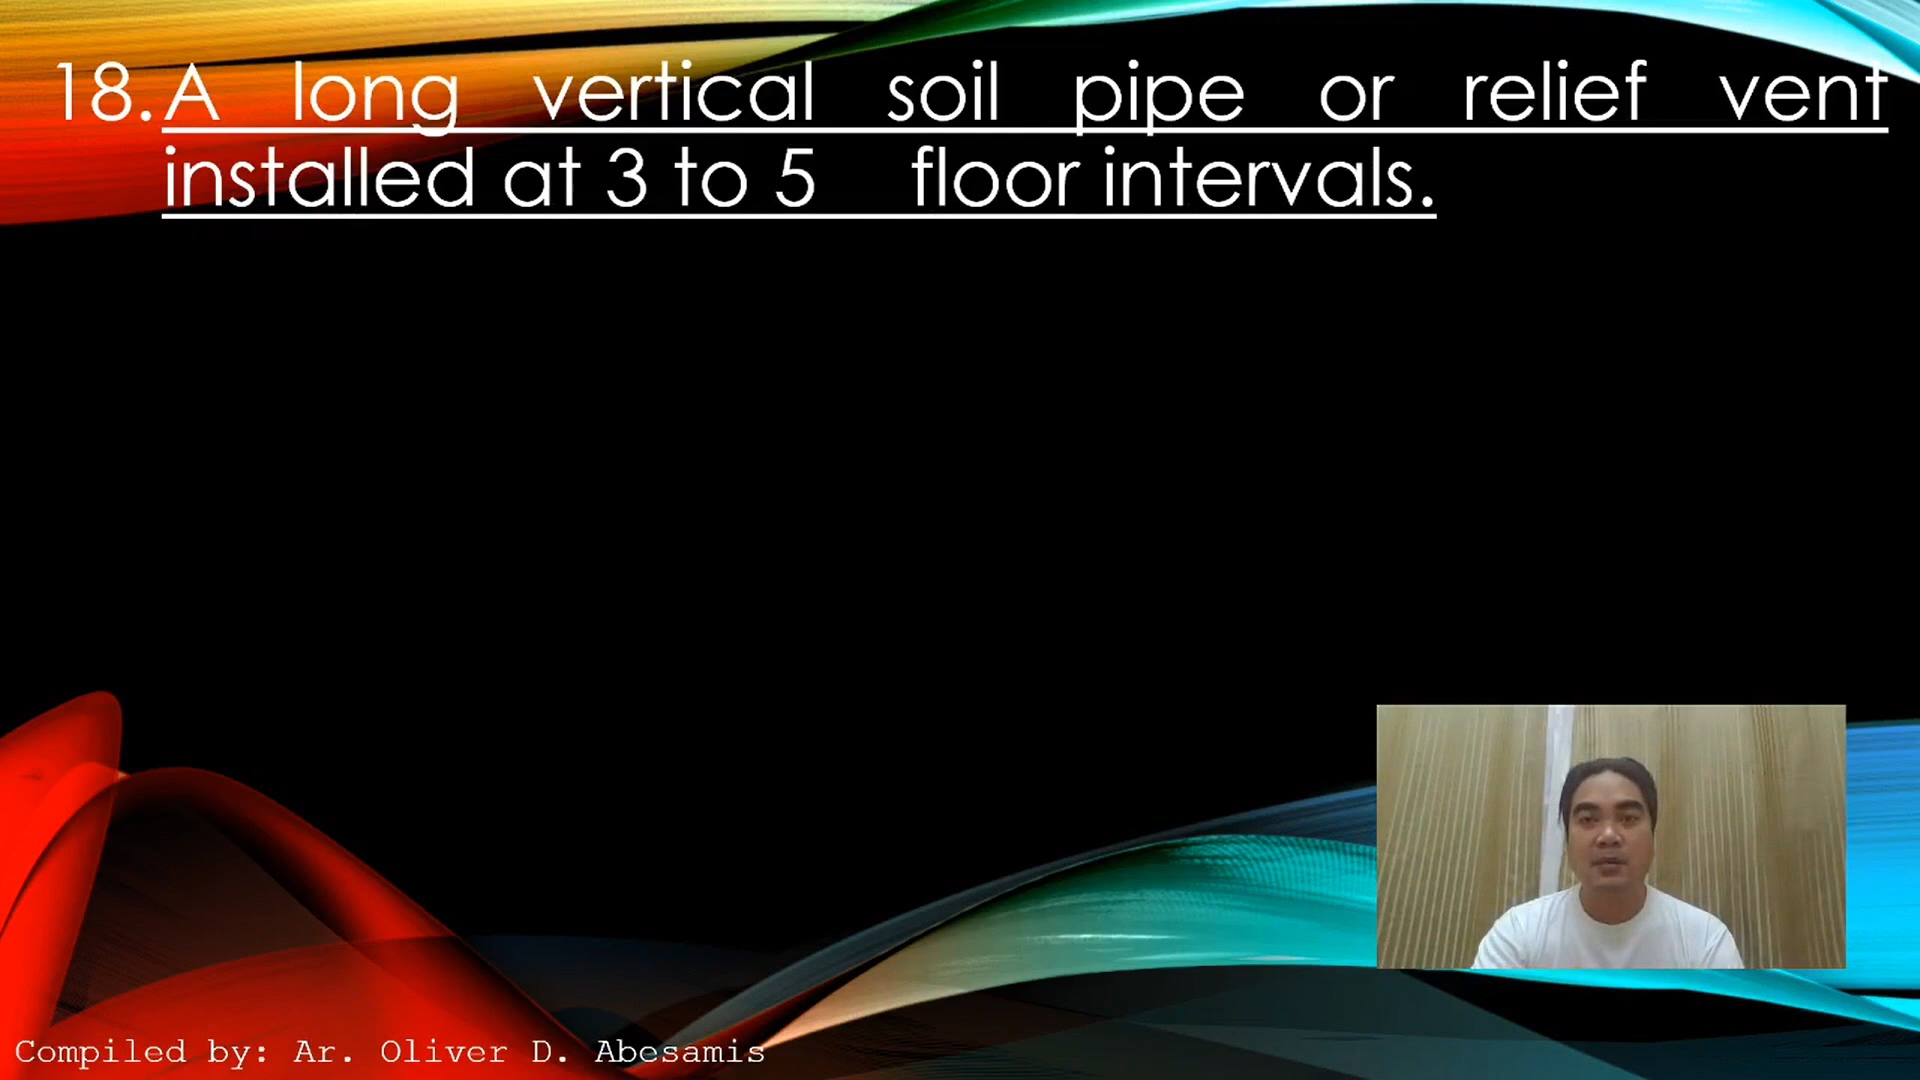 18. A long vertical soil pipe or relief vent
installed at 3 to 5 floor intervals.
Compiled by: Ar. Oliver D. Abesamis